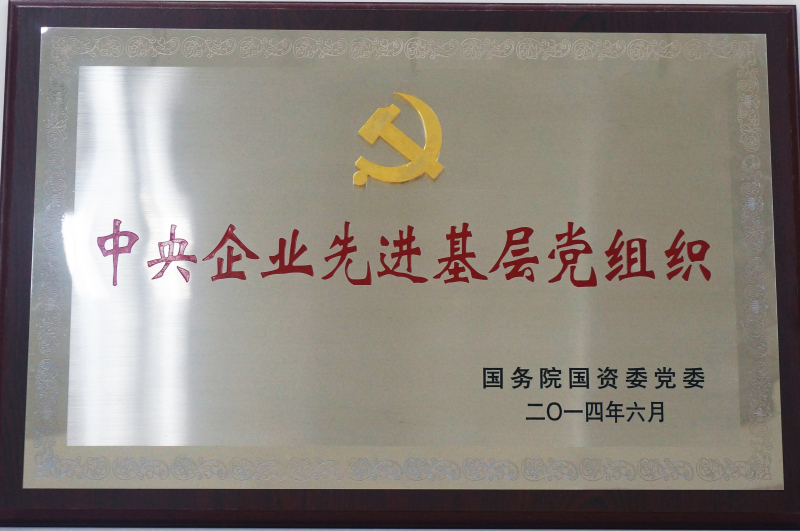 中央企业先进基层党组织
国务院国资委党委
二〇一四年六月